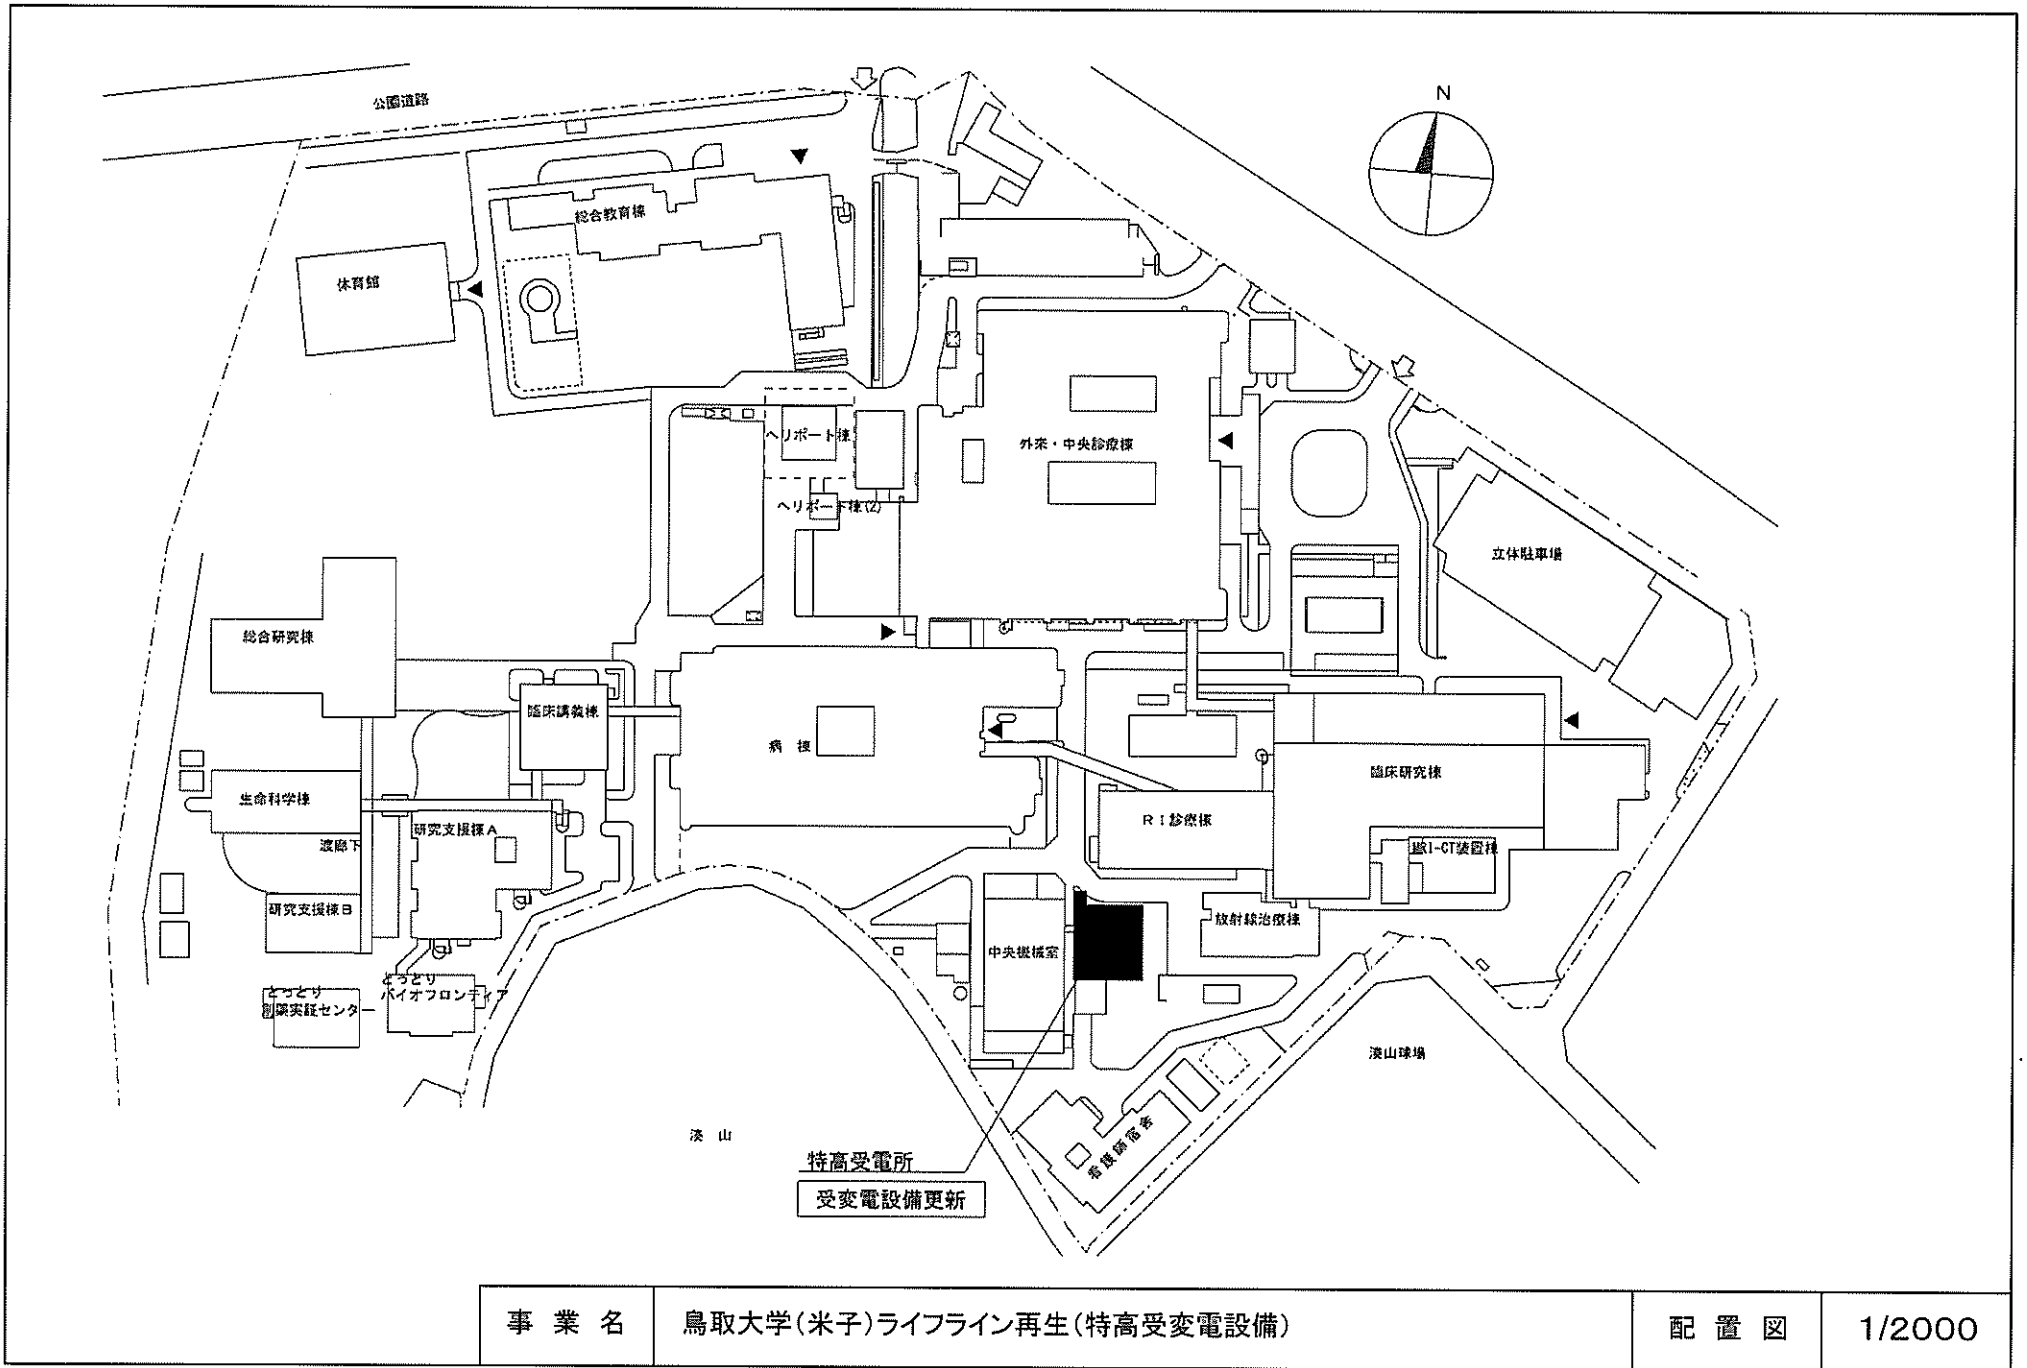 公園道路
N
総合教育棟
体育館
ヘリポート棟
外来・中央診療棟
ヘリポート棟(2)
立体駐車場
総合研究棟
臨床講義棟
病 棟
臨床研究棟
生命科学棟
RI診療棟
研究支援棟A
渡廊下
MRI-CT装置棟
研究支援棟B
放射線治療棟
中央機械室
とっとり
バイオフロンティア
とっとり
創薬実証センター
湊山球場
湊 山
看護師宿舎
特高受電所
受変電設備更新
事 業 名
鳥取大学(米子)ライフライン再生(特高受変電設備)
配 置 図
1/2000